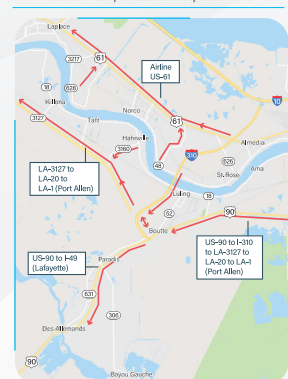 Laplace
3217
61
Airline
US-61
18
628
Killona
3127
Taft
Norco
61
10
Hahnville
3160
310
Almedia
48
626
St. Rose
Ama
LA-3127 to
LA-20 to
LA-1 (Port Allen)
Luling
18
52
90
Boutte
US-90 to I-49
(Lafayette)
Paradis
US-90 to I-310
to LA-3127 to
LA-20 to LA-1
(Port Allen)
631
306
Des Allemands
90
Bayou Gauche